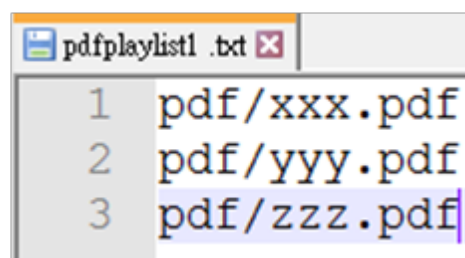 pdfplaylist1 .txt
1 pdf/xxx.pdf
2 pdf/yyy.pdf
3 pdf/zzz.pdf